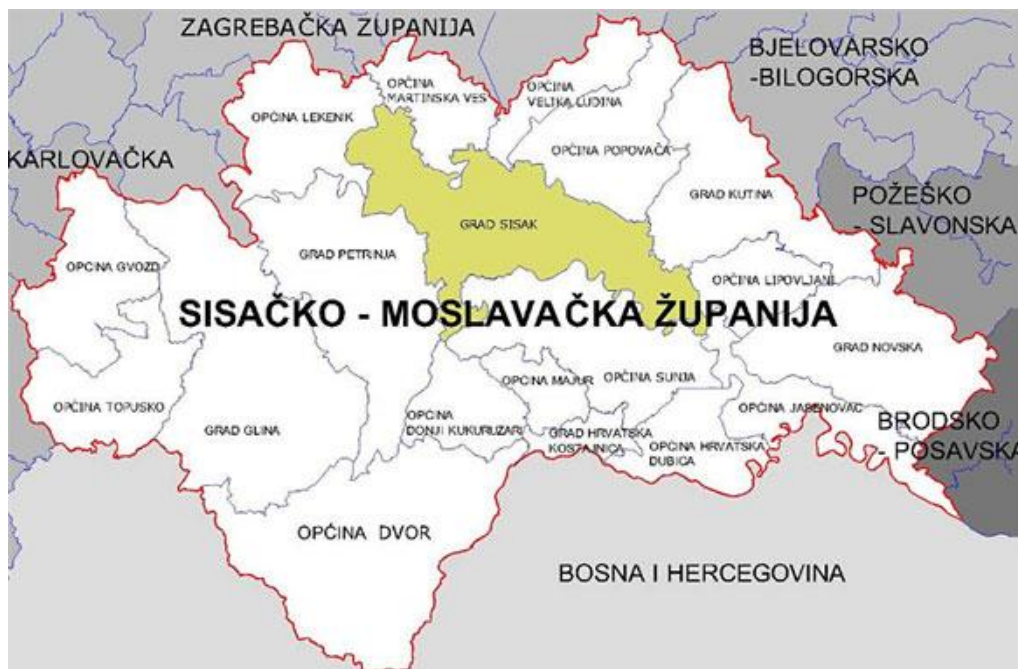 ZAGREBAČKA ŽUPANIJA
BJELOVARSKO
-BILOGORSKA
KARLOVAČKA
POŽEŠKO
- SLAVONSKA
OPĆINA
MARTINSKA VES
OPĆINA
VELIKA LUDINA
OPĆINA LEKENIK
OPĆINA POPOVAČA
GRAD KUTINA
GRAD SISAK
GRAD PETRINJA
OPĆINA GVOZD
OPĆINA LIPOVLJANI
SISAČKO - MOSLAVAČKA ŽUPANIJA
GRAD NOVSKA
OPĆINA MAJUR
OPĆINA SUNJA
OPĆINA TOPUSKO
GRAD GLINA
OPĆINA
DONJI KUKURUZARI
OPĆINA JASENOVAC
BRODSKO
- POSAVSKA
GRAD HRVATSKA
KOSTAJNICA
OPĆINA HRVATSKA
DUBICA
OPĆINA DVOR
BOSNA I HERCEGOVINA